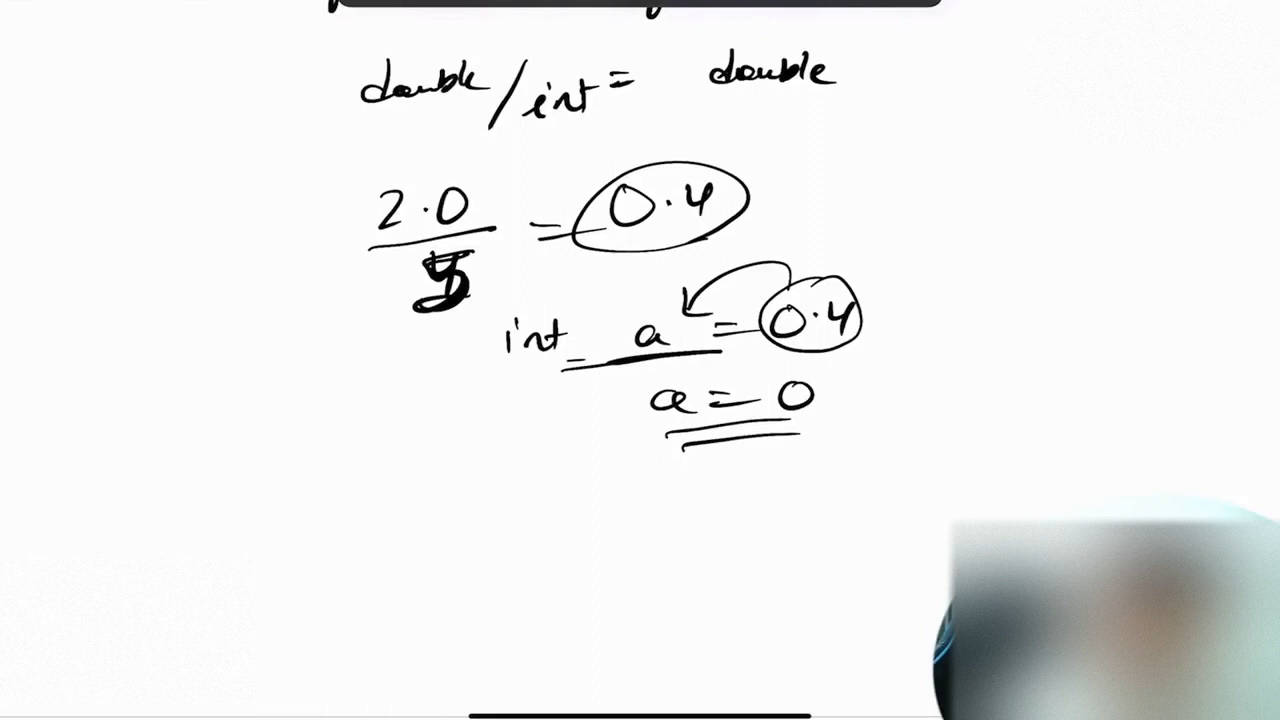 double / int = double
2.0 / 5 = 0.4
int a = 0.4
a = 0